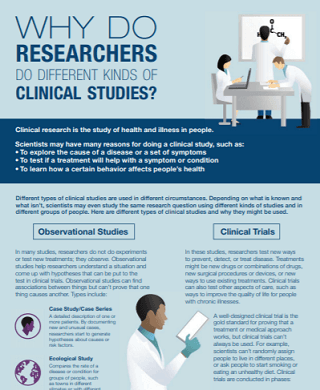 WHY DO
RESEARCHERS
DO DIFFERENT KINDS OF
CLINICAL STUDIES?
Clinical research is the study of health and illness in people.
Scientists may have many reasons for doing a clinical study, such as:
• To explore the cause of a disease or a set of symptoms
• To test if a treatment will help with a symptom or condition
• To learn how a certain behavior affects people's health
Different types of clinical studies are used in different circumstances. Depending on what is known and
what isn't, scientists may even study the same research question using different kinds of studies and in
different groups of people. Here are different types of clinical studies and why they might be used.
Observational Studies
In many studies, researchers do not do experiments
or test new treatments; they observe. Observational
studies help researchers understand a situation and
come up with hypotheses that can be put to the
test in clinical trials. Observational studies can find
associations between things but can't prove that one
thing causes another. Types include:
Case Study/Case Series
A detailed description of one or
more patients. By documenting
new and unusual cases,
researchers start to generate
hypotheses about causes or
risk factors.
Ecological Study
Compares the rate of a
disease or condition for
groups of people, such
as towns in different
Clinical Trials
In these studies, researchers test new ways
to prevent, detect, or treat disease. Treatments
might be new drugs or combinations of drugs,
new surgical procedures or devices, or new
ways to use existing treatments. Clinical trials
can also test other aspects of care, such as
ways to improve the quality of life for people
with chronic illnesses.
A well-designed clinical trial is the
gold standard for proving that a
treatment or medical approach
works, but clinical trials can't
always be used. For example,
scientists can't randomly assign
people to live in different places,
or ask people to start smoking or
eating an unhealthy diet. Clinical
trials are conducted in phases: